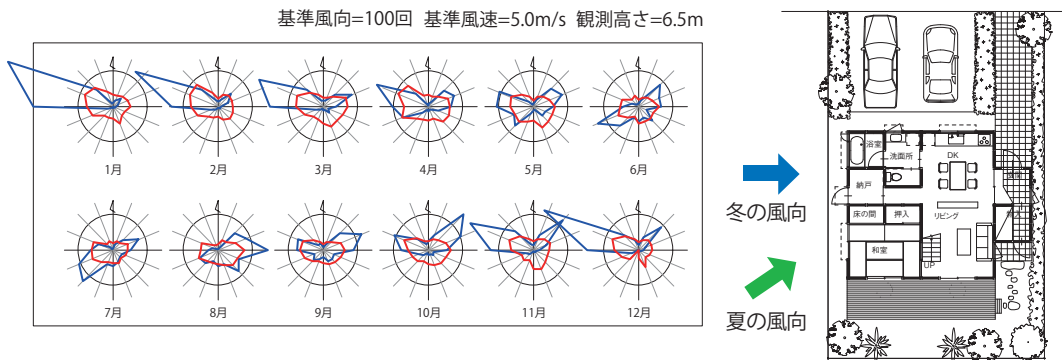 基準風向=100回 基準風速=5.0m/s 観測高さ=6.5m
1月
2月
3月
4月
5月
6月
7月
8月
9月
10月
11月
12月
冬の風向
夏の風向
浴室
洗面所
DK
納戸
床の間
押入
リビング
和室
UP